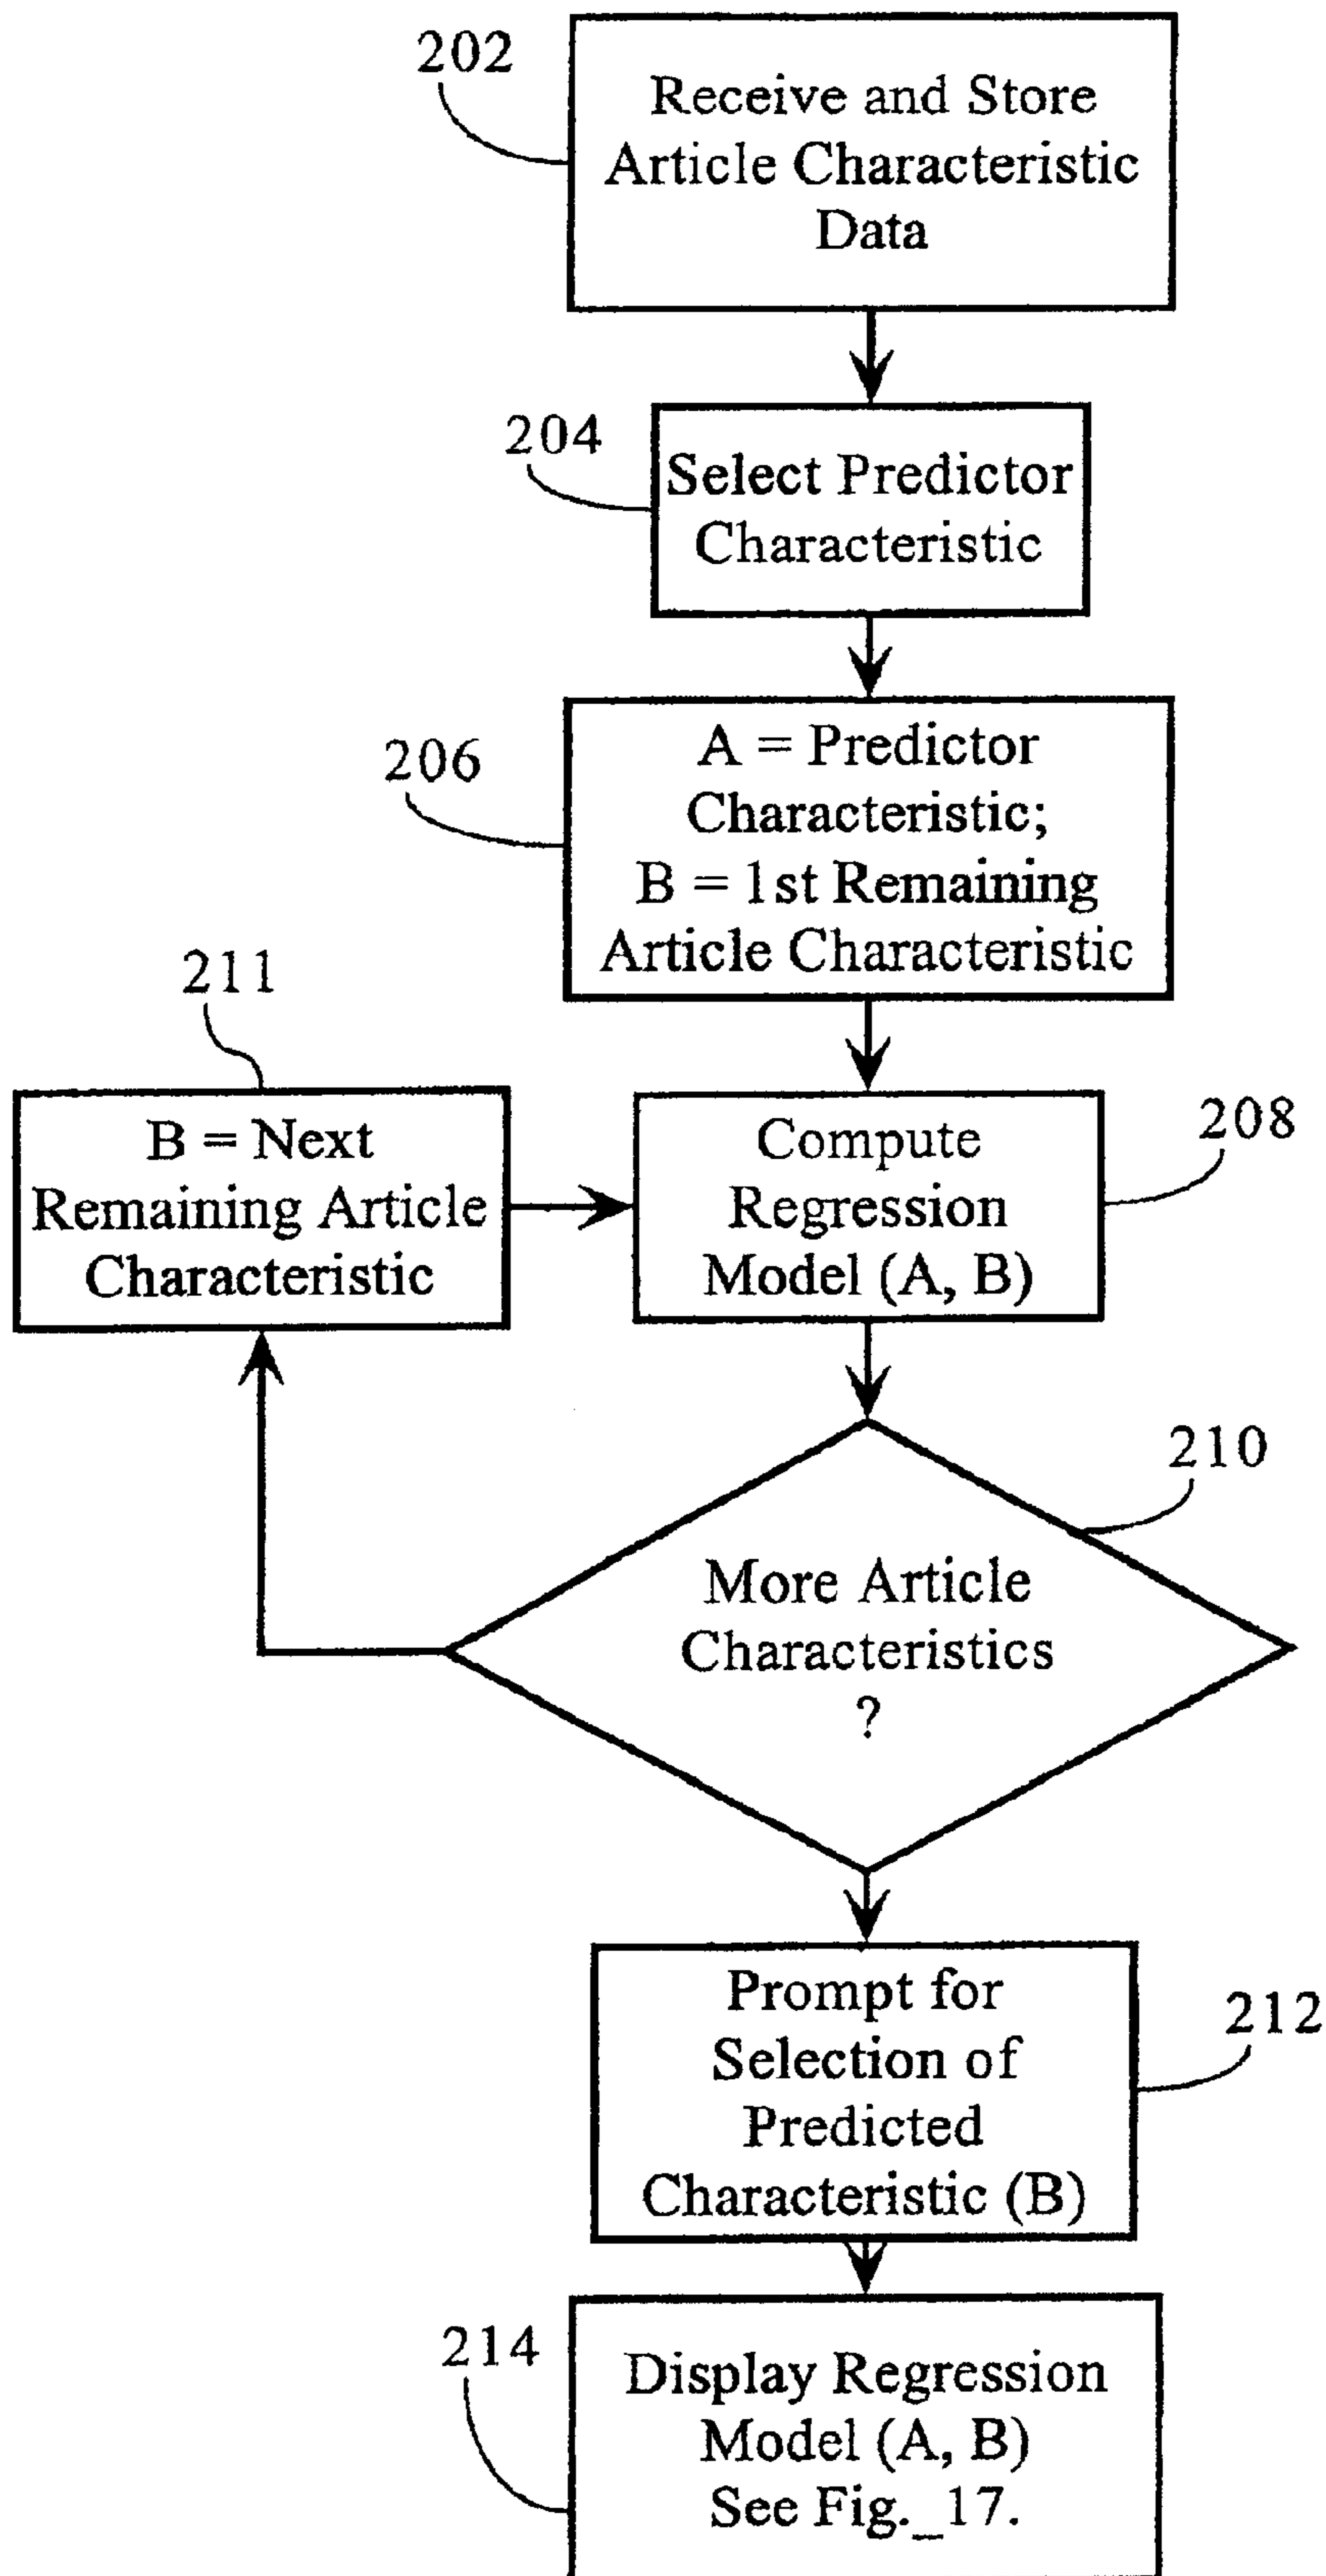 202
Receive and Store
Article Characteristic
Data
204
Select Predictor
Characteristic
206
A = Predictor
Characteristic;
B = 1st Remaining
Article Characteristic
211
B = Next
Remaining Article
Characteristic
208
Compute
Regression
Model (A, B)
210
More Article
Characteristics
?
212
Prompt for
Selection of
Predicted
Characteristic (B)
214
Display Regression
Model (A, B)
See Fig._17.